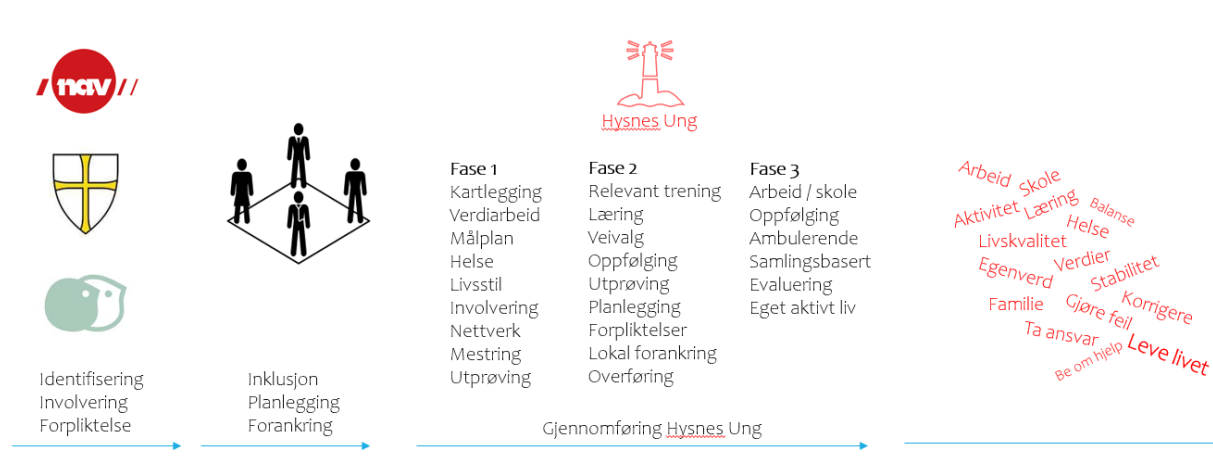 nav
Identifisering
Involvering
Forpliktelse
Inklusjon
Planlegging
Forankring
Hysnes Ung
Fase 1
Kartlegging
Verdiarbeid
Målplan
Helse
Livsstil
Involvering
Nettverk
Mestring
Utprøving
Fase 2
Relevant trening
Læring
Veivalg
Oppfølging
Utprøving
Planlegging
Forpliktelser
Lokal forankring
Overføring
Fase 3
Arbeid / skole
Oppfølging
Ambulerende
Samlingsbasert
Evaluering
Eget aktivt liv
Gjennomføring Hysnes Ung
Arbeid
Skole
Aktivitet
Læring
Balanse
Helse
Livskvalitet
Verdier
Egenverd
Stabilitet
Familie
Gjøre feil
Korrigere
Ta ansvar
Leve livet
Be om hjelp